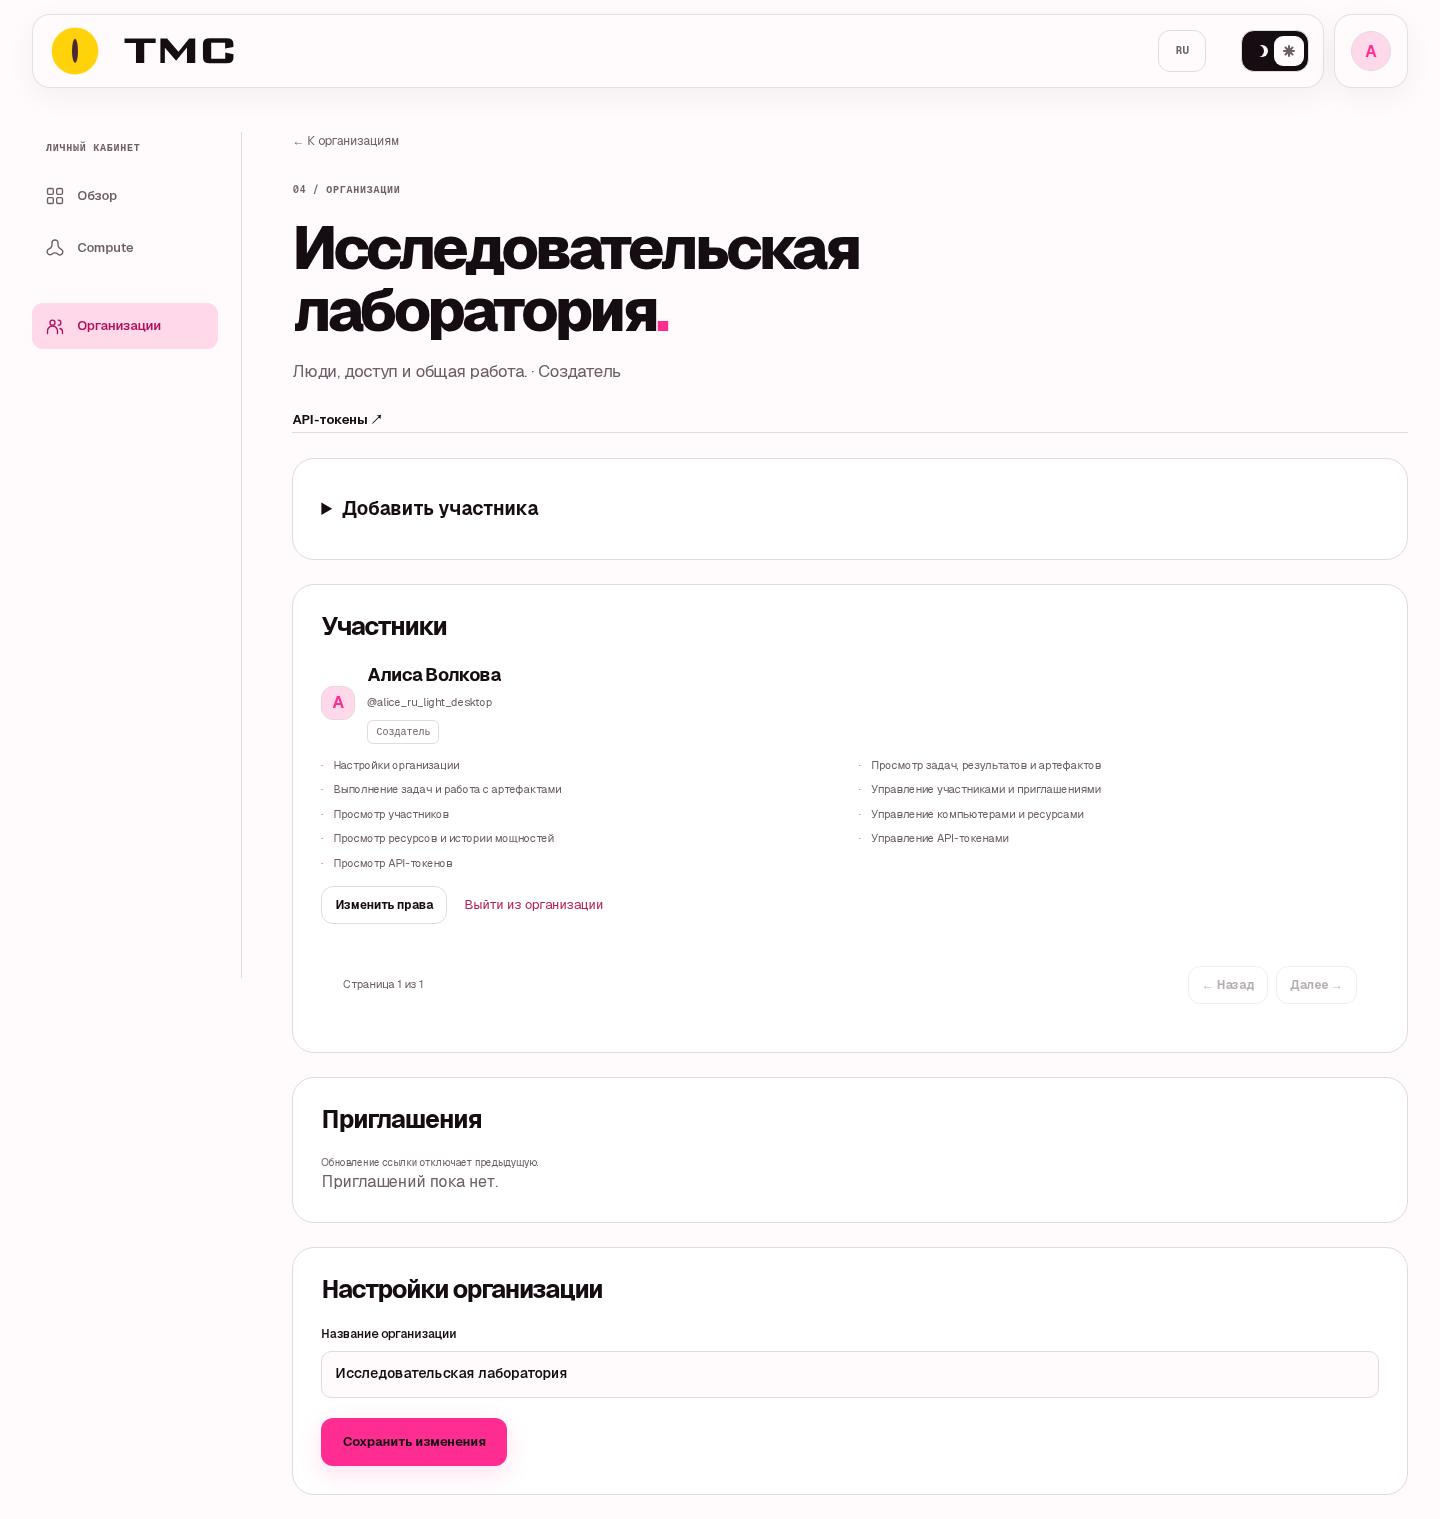 TMC
RU
A
ЛИЧНЫЙ КАБИНЕТ
Обзор
Compute
Организации
← К организациям
04 / ОРГАНИЗАЦИИ
Исследовательская
лаборатория.
Люди, доступ и общая работа. · Создатель
API-токены ↗
▶ Добавить участника
Участники
Алиса Волкова
A
@alice_ru_light_desktop
Создатель
· Настройки организации
· Просмотр задач, результатов и артефактов
· Выполнение задач и работа с артефактами
· Управление участниками и приглашениями
· Просмотр участников
· Управление компьютерами и ресурсами
· Просмотр ресурсов и истории мощностей
· Управление API-токенами
· Просмотр API-токенов
Изменить права
Выйти из организации
Страница 1 из 1
← Назад
Далее →
Приглашения
Обновление ссылки отключает предыдущую.
Приглашений пока нет.
Настройки организации
Название организации
Исследовательская лаборатория
Сохранить изменения